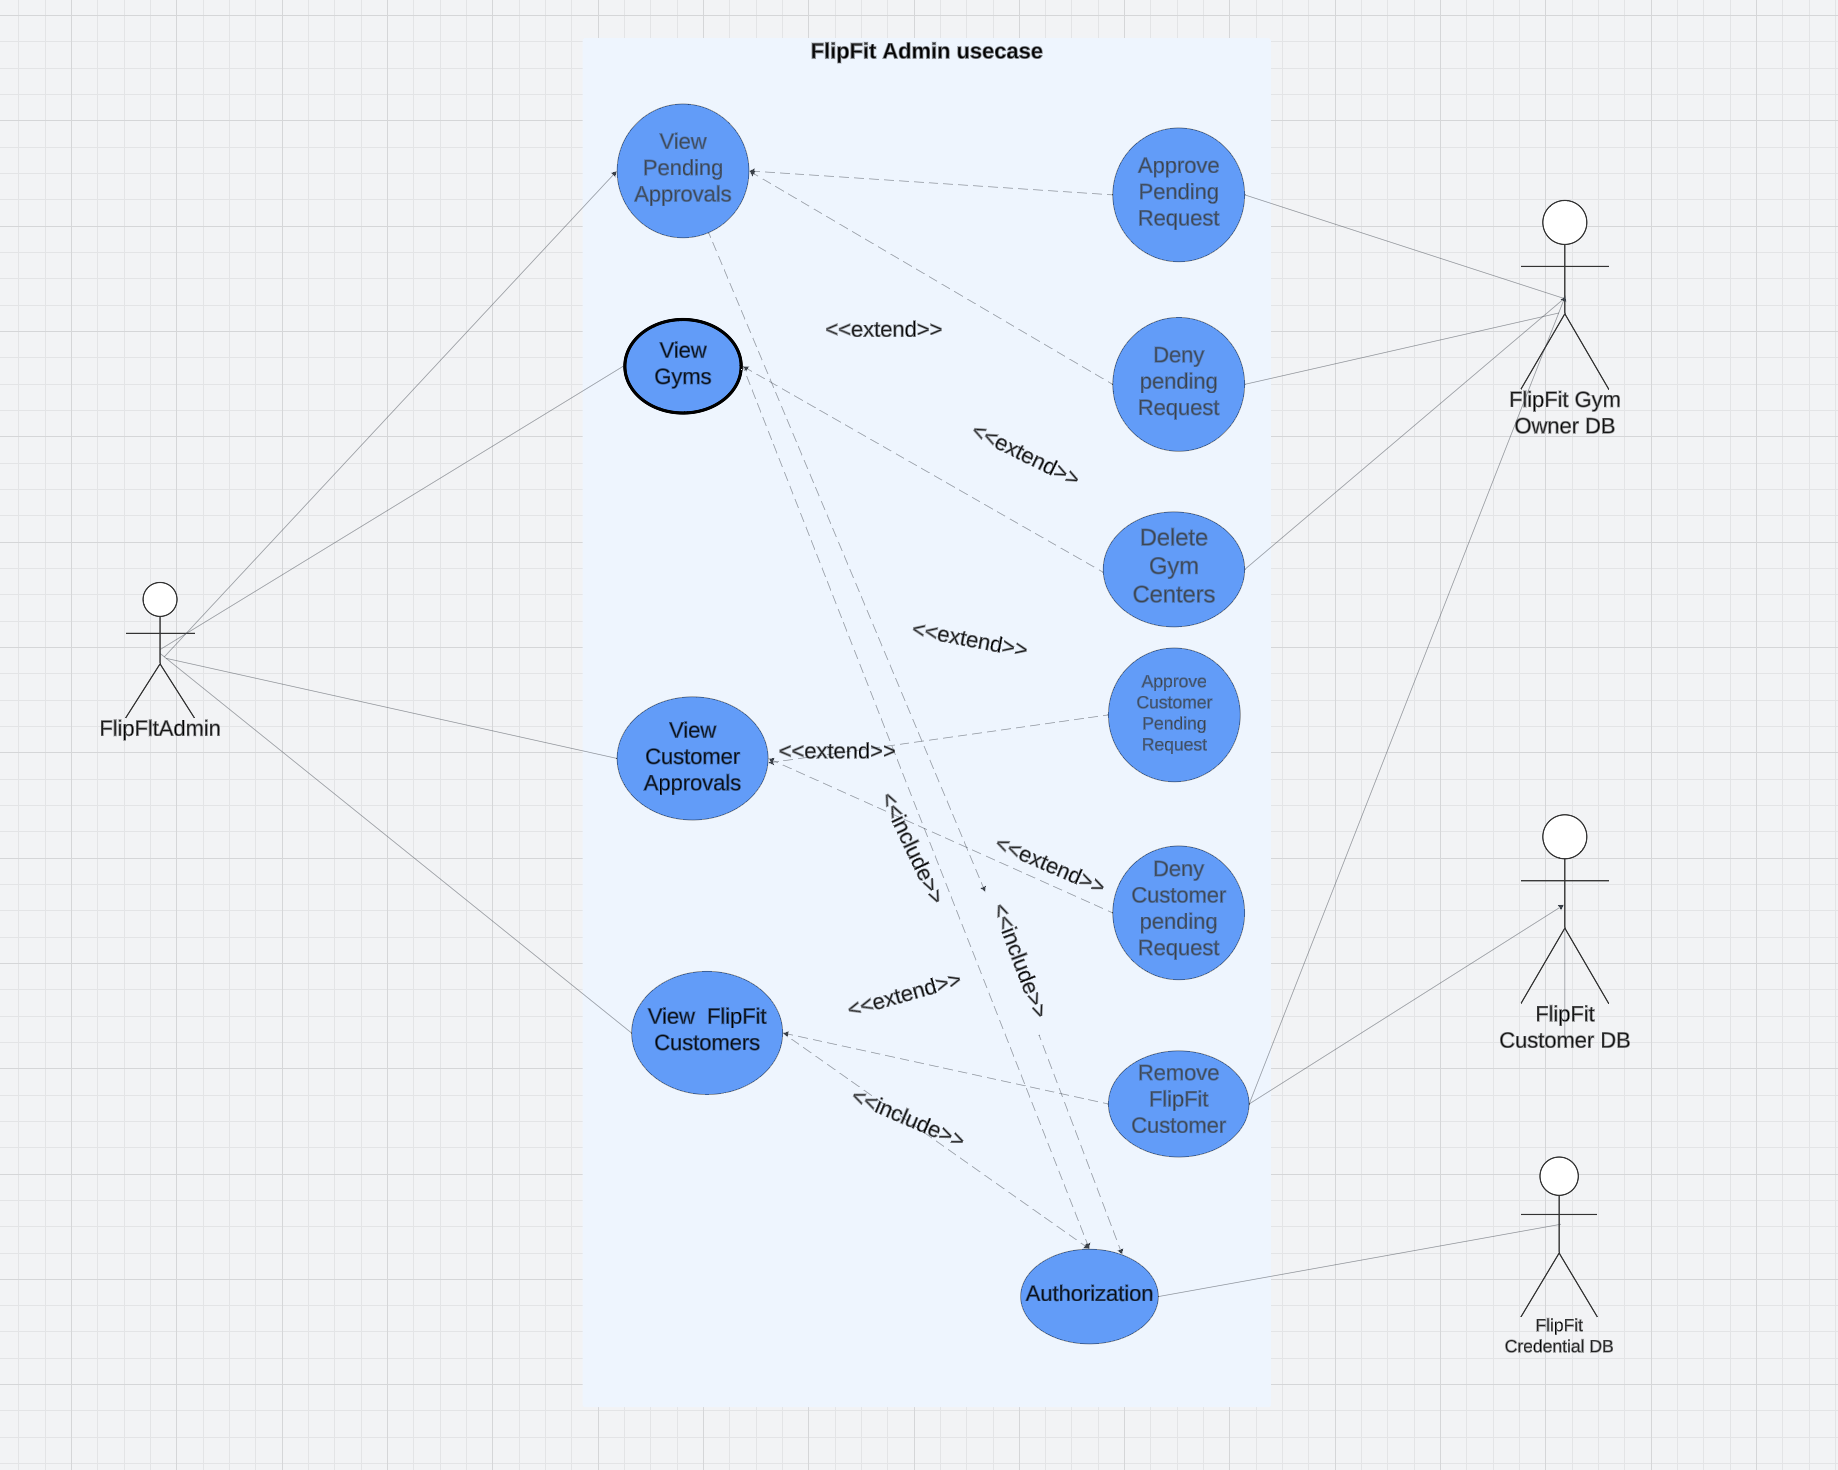 FlipFit Admin usecase
View
Pending
Approvals
Approve
Pending
Request
<<extend>>
View
Gyms
Deny
pending
Request
FlipFit Gym
Owner DB
<<extend>>
Delete
Gym
Centers
<<extend>>
FlipFltAdmin
Approve
Customer
Pending
Request
View
Customer
Approvals
<<extend>>
<<include>>
<<extend>>
Deny
Customer
pending
Request
<<include>>
<<extend>>
View  FlipFit
Customers
FlipFit
Customer DB
<<include>>
Remove
FlipFit
Customer
Authorization
FlipFit
Credential DB